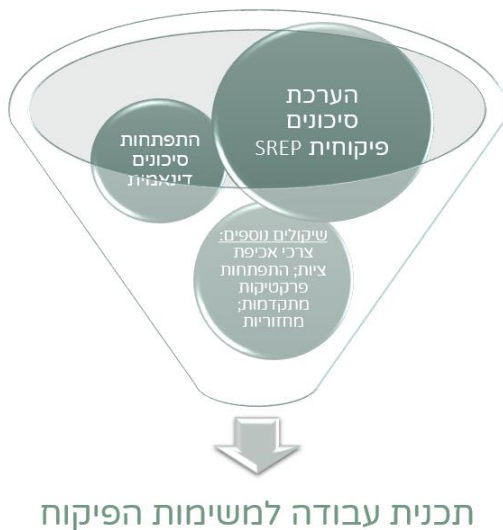 הערכת
סיכונים
פיקוחית SREP
התפתחות
סיכונים
דינאמית
שיקולים נוספים:
צרכי אכיפת
ציות; התפתחות
פרקטיקות
מתקדמות;
מחזוריות
תכנית עבודה למשימות הפיקוח